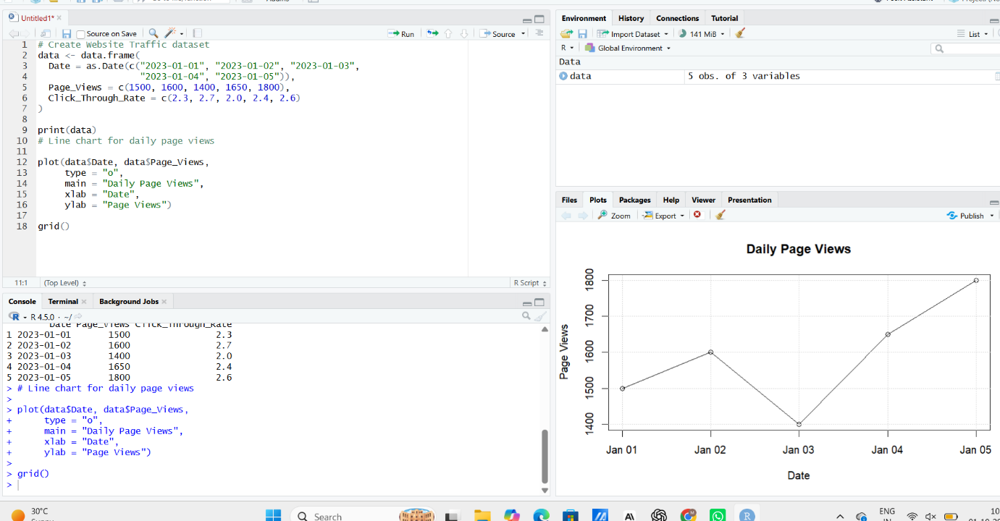 Untitled1*
Source on Save
Run
Source
1 # Create Website Traffic dataset
2 data <- data.frame(
3 Date = as.Date(c("2023-01-01", "2023-01-02", "2023-01-03",
4 "2023-01-04", "2023-01-05")),
5 Page_Views = c(1500, 1600, 1400, 1650, 1800),
6 Click_Through_Rate = c(2.3, 2.7, 2.0, 2.4, 2.6)
7 )
8
9 print(data)
10 # Line chart for daily page views
11
12 plot(data$Date, data$Page_Views,
13 type = "o",
14 main = "Daily Page Views",
15 xlab = "Date",
16 ylab = "Page Views")
17
18 grid()
11:1 (Top Level) R Script
Console Terminal Background Jobs
R 4.5.0 · ~/
Date Page_Views Click_Through_Rate
1 2023-01-01 1500 2.3
2 2023-01-02 1600 2.7
3 2023-01-03 1400 2.0
4 2023-01-04 1650 2.4
5 2023-01-05 1800 2.6
> # Line chart for daily page views
>
> plot(data$Date, data$Page_Views,
+ type = "o",
+ main = "Daily Page Views",
+ xlab = "Date",
+ ylab = "Page Views")
>
> grid()
>
Environment History Connections Tutorial
Import Dataset 141 MiB List
R Global Environment
Data
data 5 obs. of 3 variables
Files Plots Packages Help Viewer Presentation
Zoom Export Publish
Daily Page Views
Page Views
1800
1700
1600
1500
1400
Jan 01 Jan 02 Jan 03 Jan 04 Jan 05
Date
30°C
Search
ENG